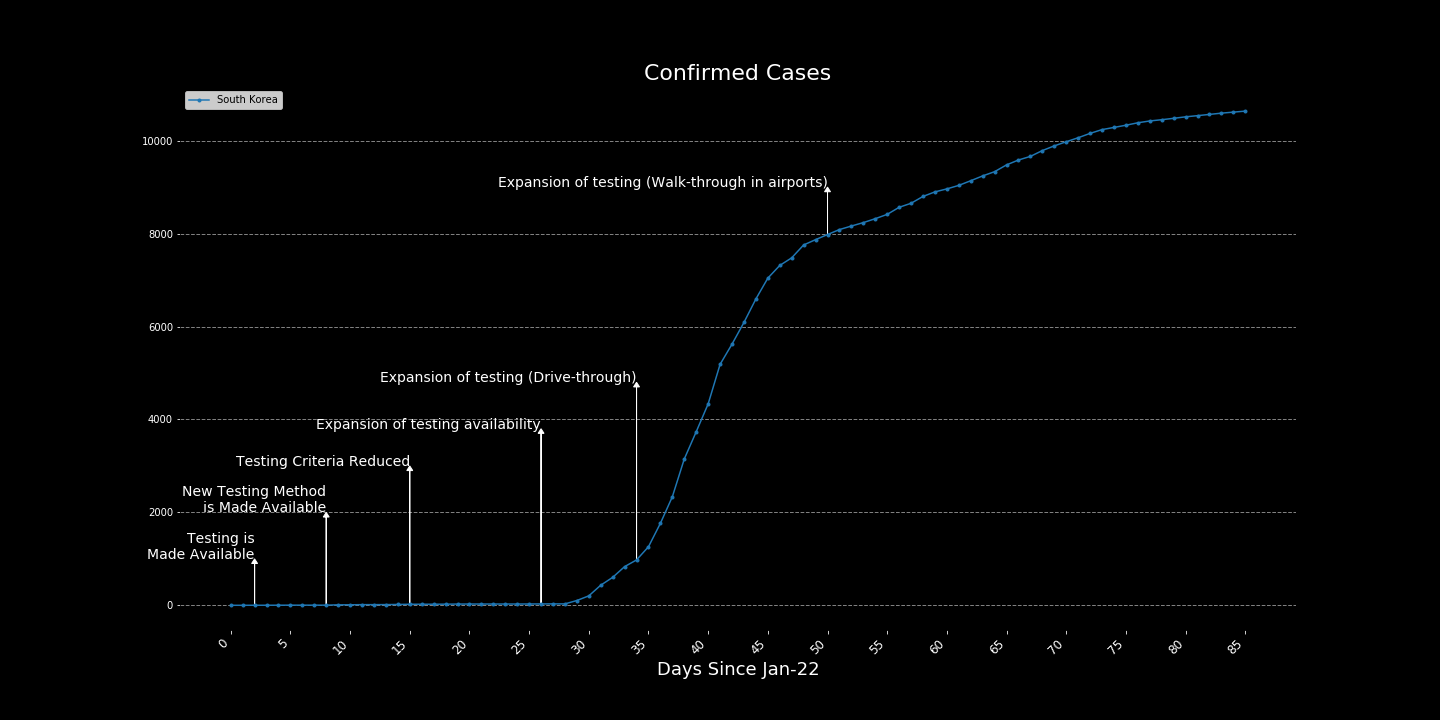 Confirmed Cases
South Korea
10000
Expansion of testing (Walk-through in airports)
8000
6000
Expansion of testing (Drive-through)
4000
Expansion of testing availability
Testing Criteria Reduced
New Testing Method
is Made Available
2000
Testing is
Made Available
0
0 5 10 15 20 25 30 35 40 45 50 55 60 65 70 75 80 85
Days Since Jan-22